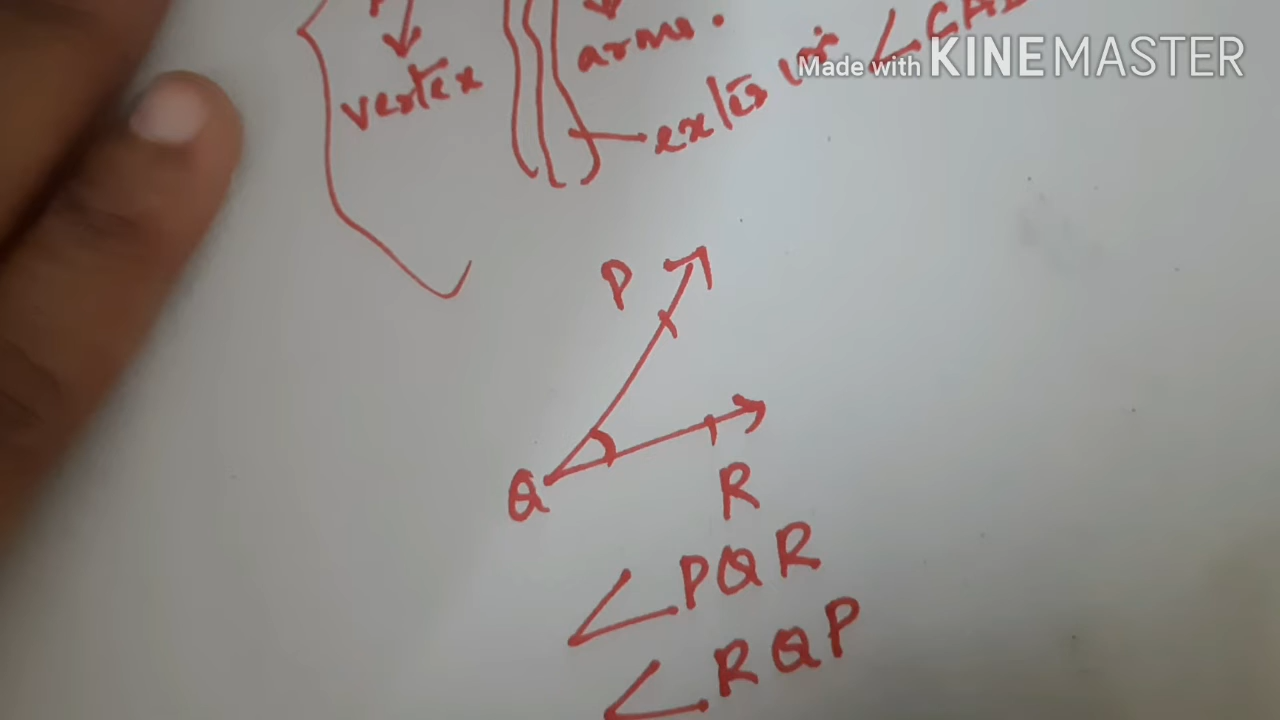 arms.
Made with KINEMASTER
vertex
exterior
P
Q
R
∠PQR
∠RQP